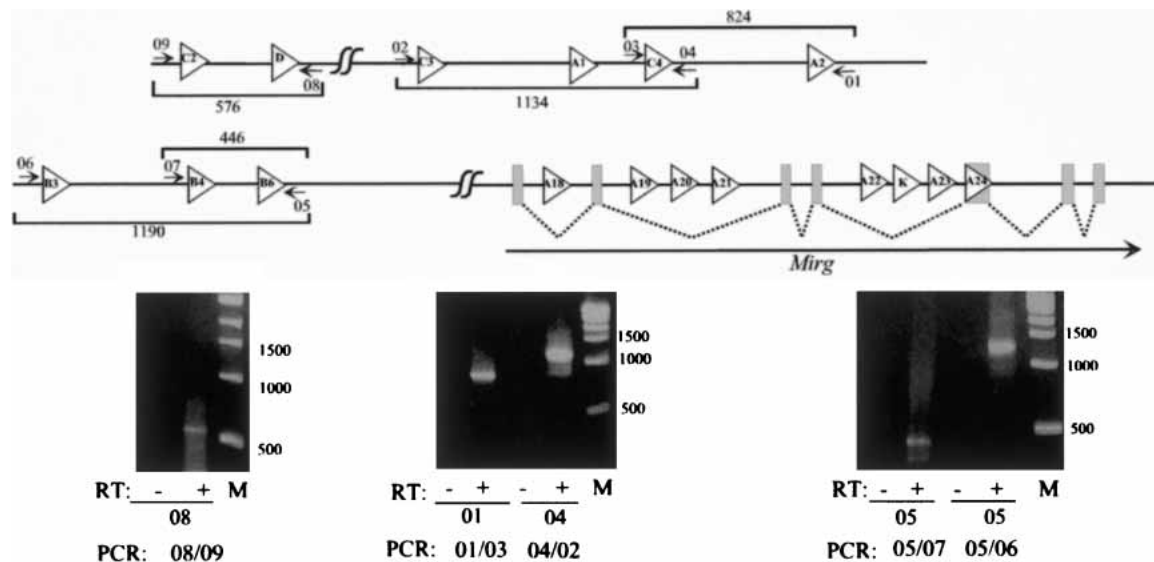 824
09 C2 D 08 02 C3 A1 03 C4 04 A2 01
576
1134
446
06 B3 07 B4 B6 05 A18 A19 A20 A21 A22 K A23 A24
1190
Mirg
1500
1000
500
1500
1000
500
1500
1000
500
RT: - + M
08
PCR: 08/09
RT: - + - + M
01 04
PCR: 01/03 04/02
RT: - + - + M
05 05
PCR: 05/07 05/06